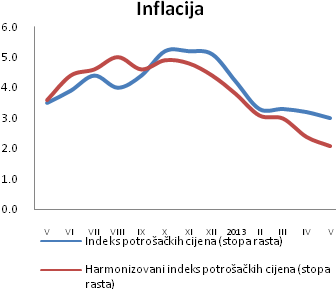 Inflacija
6.0
5.0
4.0
3.0
2.0
1.0
0.0
V VI VII VIII IX X XI XII 2013 II III IV V
Indeks potrošačkih cijena (stopa rasta)
Harmonizovani indeks potrošačkih cijena (stopa
rasta)